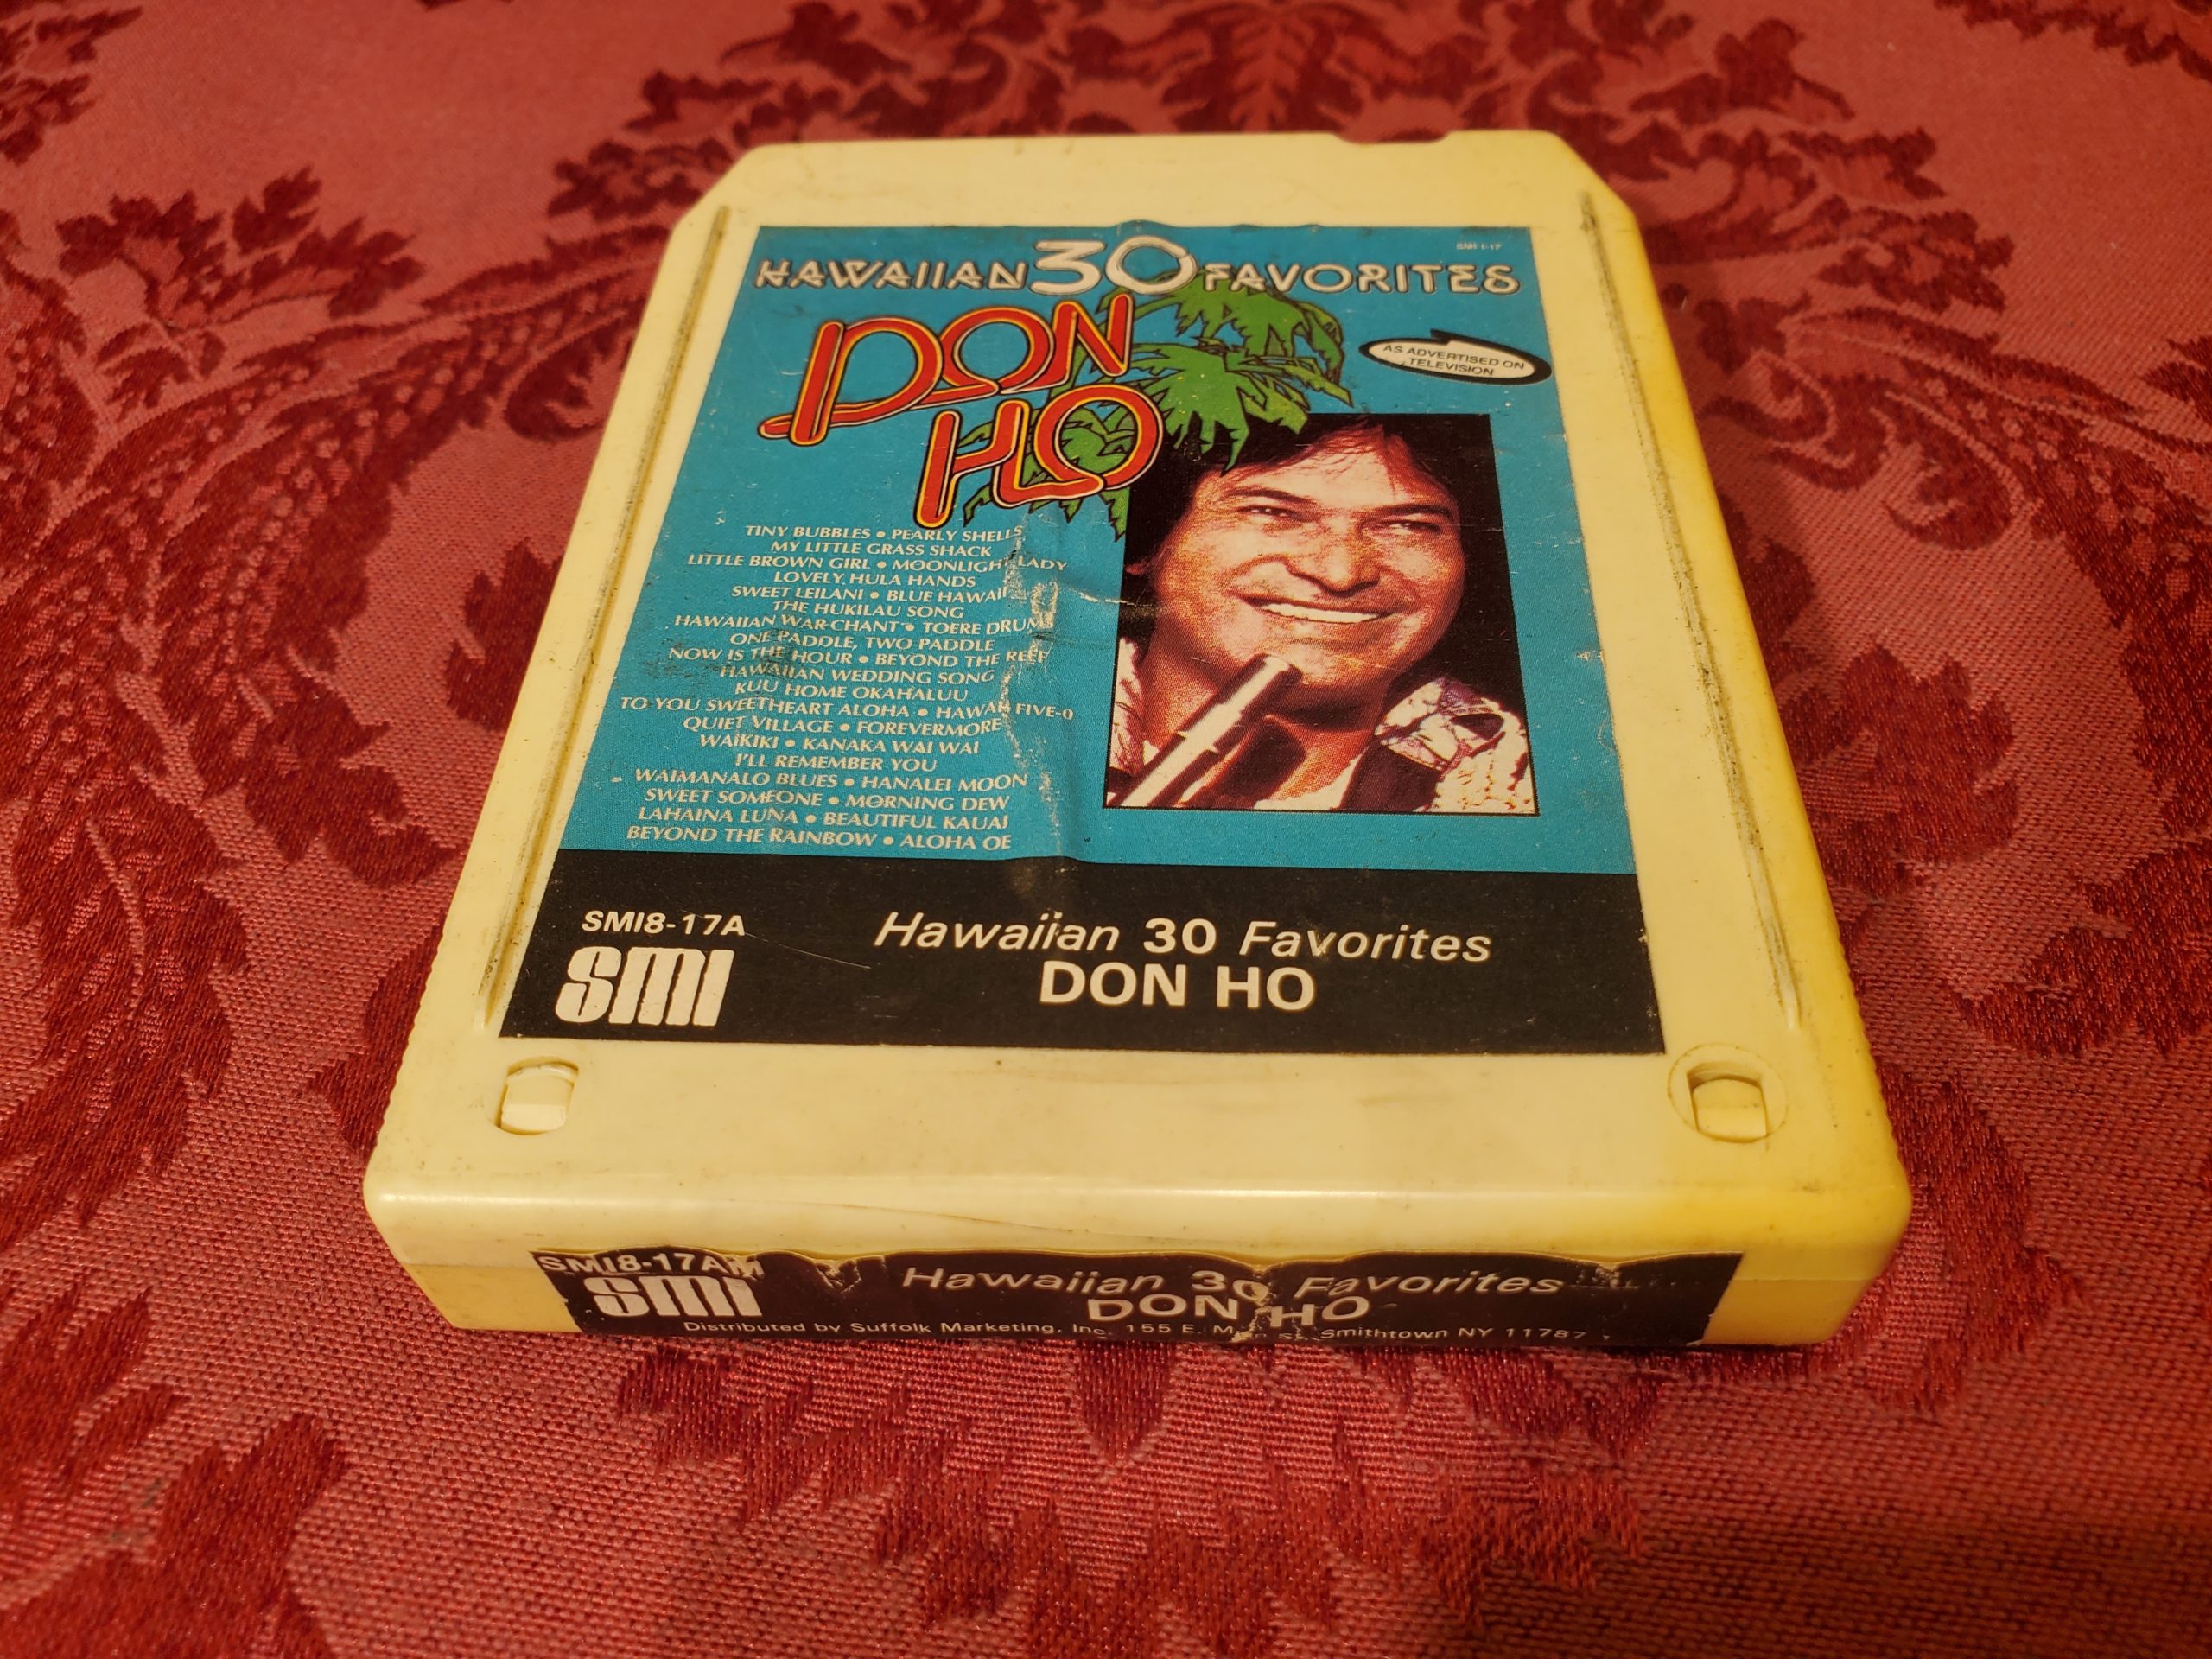 HAWAIIAN 30 FAVORITES
DON
HO
AS ADVERTISED ON
TELEVISION
TINY BUBBLES • PEARLY SHELLS
MY LITTLE GRASS SHACK
LITTLE BROWN GIRL • MOONLIGHT LADY
LOVELY HULA HANDS
SWEET LEILANI • BLUE HAWAII
THE HUKILAU SONG
HAWAIIAN WAR CHANT • TOERE DRUM
ONE PADDLE, TWO PADDLE
NOW IS THE HOUR • BEYOND THE REEF
HAWAIIAN WEDDING SONG
KUU HOME OKAHALUU
TO YOU SWEETHEART ALOHA • HAWAII FIVE-0
QUIET VILLAGE • FOREVERMORE
WAIKIKI • KANAKA WAI WAI
I'LL REMEMBER YOU
WAIMANALO BLUES • HANALEI MOON
SWEET SOMEONE • MORNING DEW
LAHAINA LUNA • BEAUTIFUL KAUAI
BEYOND THE RAINBOW • ALOHA OE
SMI8-17A
SMI
Hawaiian 30 Favorites
DON HO
SMI8-17AM
SMI
Hawaiian 30 Favorites
DON HO
Distributed by Suffolk Marketing, Inc. 155 E. Smithtown NY 11787